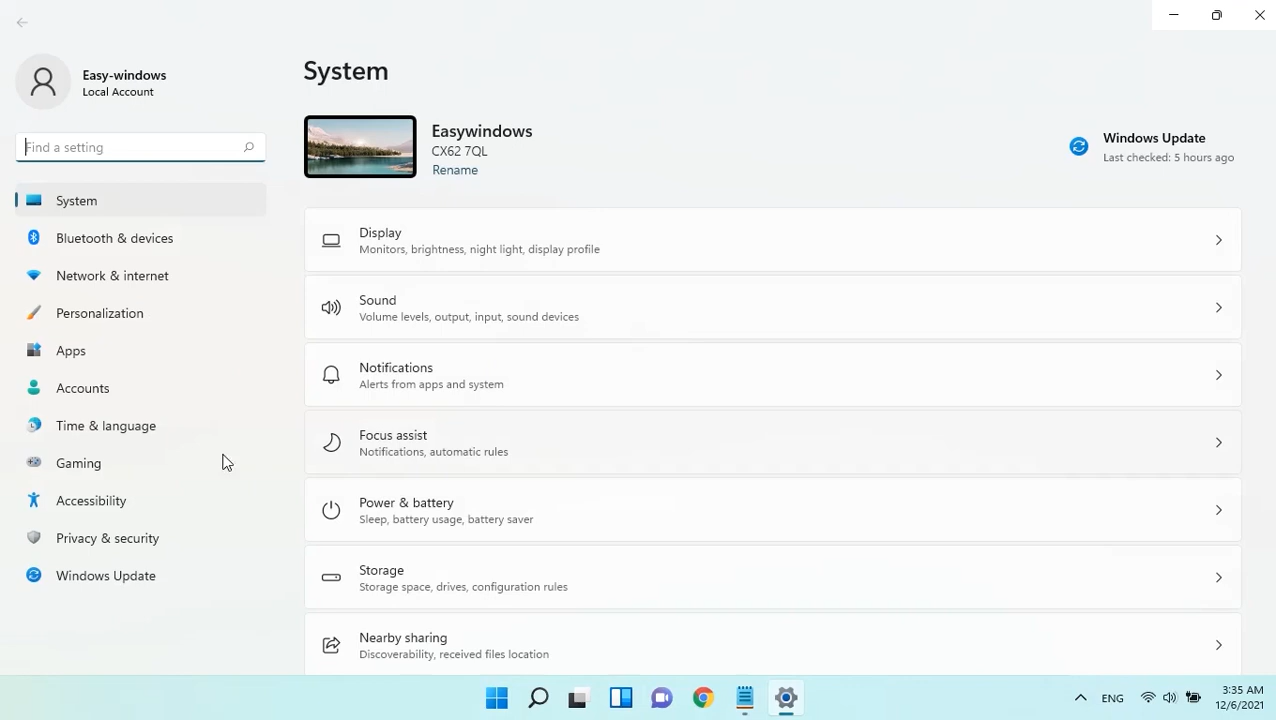 Easy-windows
Local Account
Find a setting
System
Bluetooth & devices
Network & internet
Personalization
Apps
Accounts
Time & language
Gaming
Accessibility
Privacy & security
Windows Update
System
Easywindows
CX62 7QL
Rename
Windows Update
Last checked: 5 hours ago
Display
Monitors, brightness, night light, display profile
Sound
Volume levels, output, input, sound devices
Notifications
Alerts from apps and system
Focus assist
Notifications, automatic rules
Power & battery
Sleep, battery usage, battery saver
Storage
Storage space, drives, configuration rules
Nearby sharing
Discoverability, received files location
ENG
3:35 AM
12/6/2021